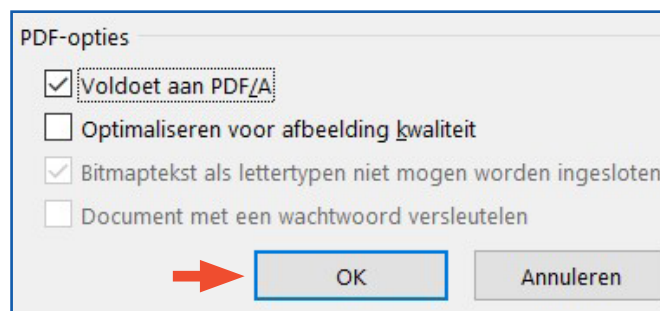 PDF-opties
Voldoet aan PDF/A
Optimaliseren voor afbeelding kwaliteit
Bitmaptekst als lettertypen niet mogen worden ingesloten
Document met een wachtwoord versleutelen
OK Annuleren